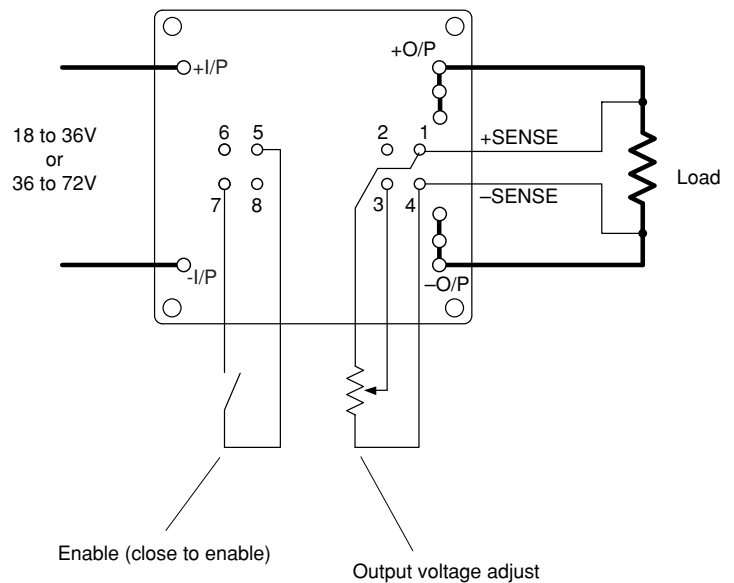 +O/P
+I/P
18 to 36V
or
36 to 72V
6 5
2 1
+SENSE
Load
7 8
3 4
–SENSE
-I/P
–O/P
Enable (close to enable)
Output voltage adjust